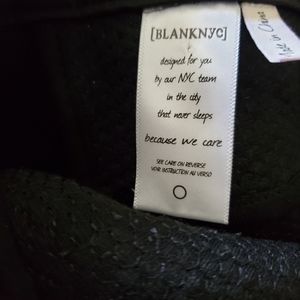 [BLANKNYC]
designed for you
by our NYC team
in the city
that never sleeps
because we care
SEE CARE ON REVERSE
VOIR INSTRUCTION AU VERSO
Made in China